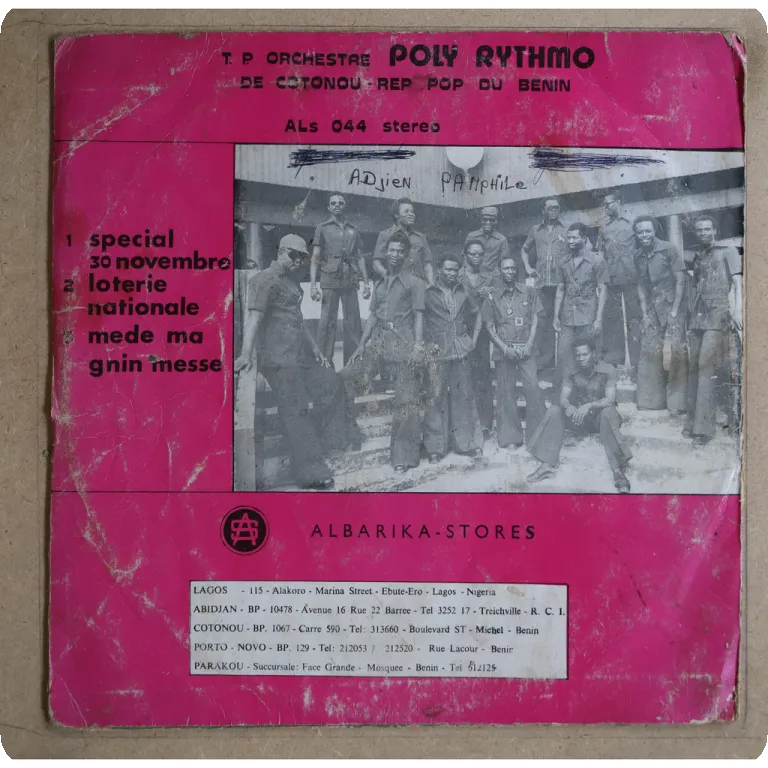 T. P ORCHESTRE POLY RYTHMO
DE COTONOU - REP POP DU BENIN
ALs 044 stereo
ADjieN PAMPHiLe
1 special
30 novembre
2 loterie
nationale
3 mede ma
gnin messe
AS
ALBARIKA-STORES
LAGOS - 115 - Alakoro - Marina Street - Ebute-Ero - Lagos - Nigeria
ABIDJAN - BP - 10478 - Avenue 16 Rue 22 Barree - Tel 3252 17 - Treichville - R. C. I.
COTONOU - BP. 1067 - Carre 590 - Tel: 313660 - Boulevard ST - Michel - Benin
PORTO - NOVO - BP. 129 - Tel: 212053 / 212520 - Rue Lacour - Benin
PARAKOU - Succursale: Face Grande - Mosquee - Benin - Tel 612125